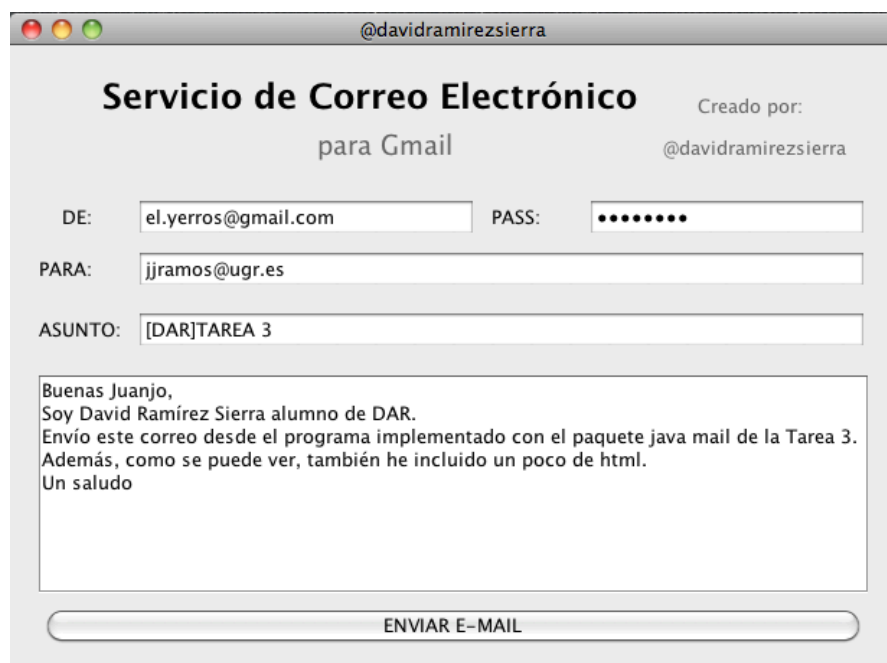 @davidramirezsierra
Servicio de Correo Electrónico
Creado por:
para Gmail
@davidramirezsierra
DE: el.yerros@gmail.com PASS: ••••••••
PARA: jjramos@ugr.es
ASUNTO: [DAR]TAREA 3
Buenas Juanjo,
Soy David Ramírez Sierra alumno de DAR.
Envío este correo desde el programa implementado con el paquete java mail de la Tarea 3.
Además, como se puede ver, también he incluido un poco de html.
Un saludo
ENVIAR E-MAIL